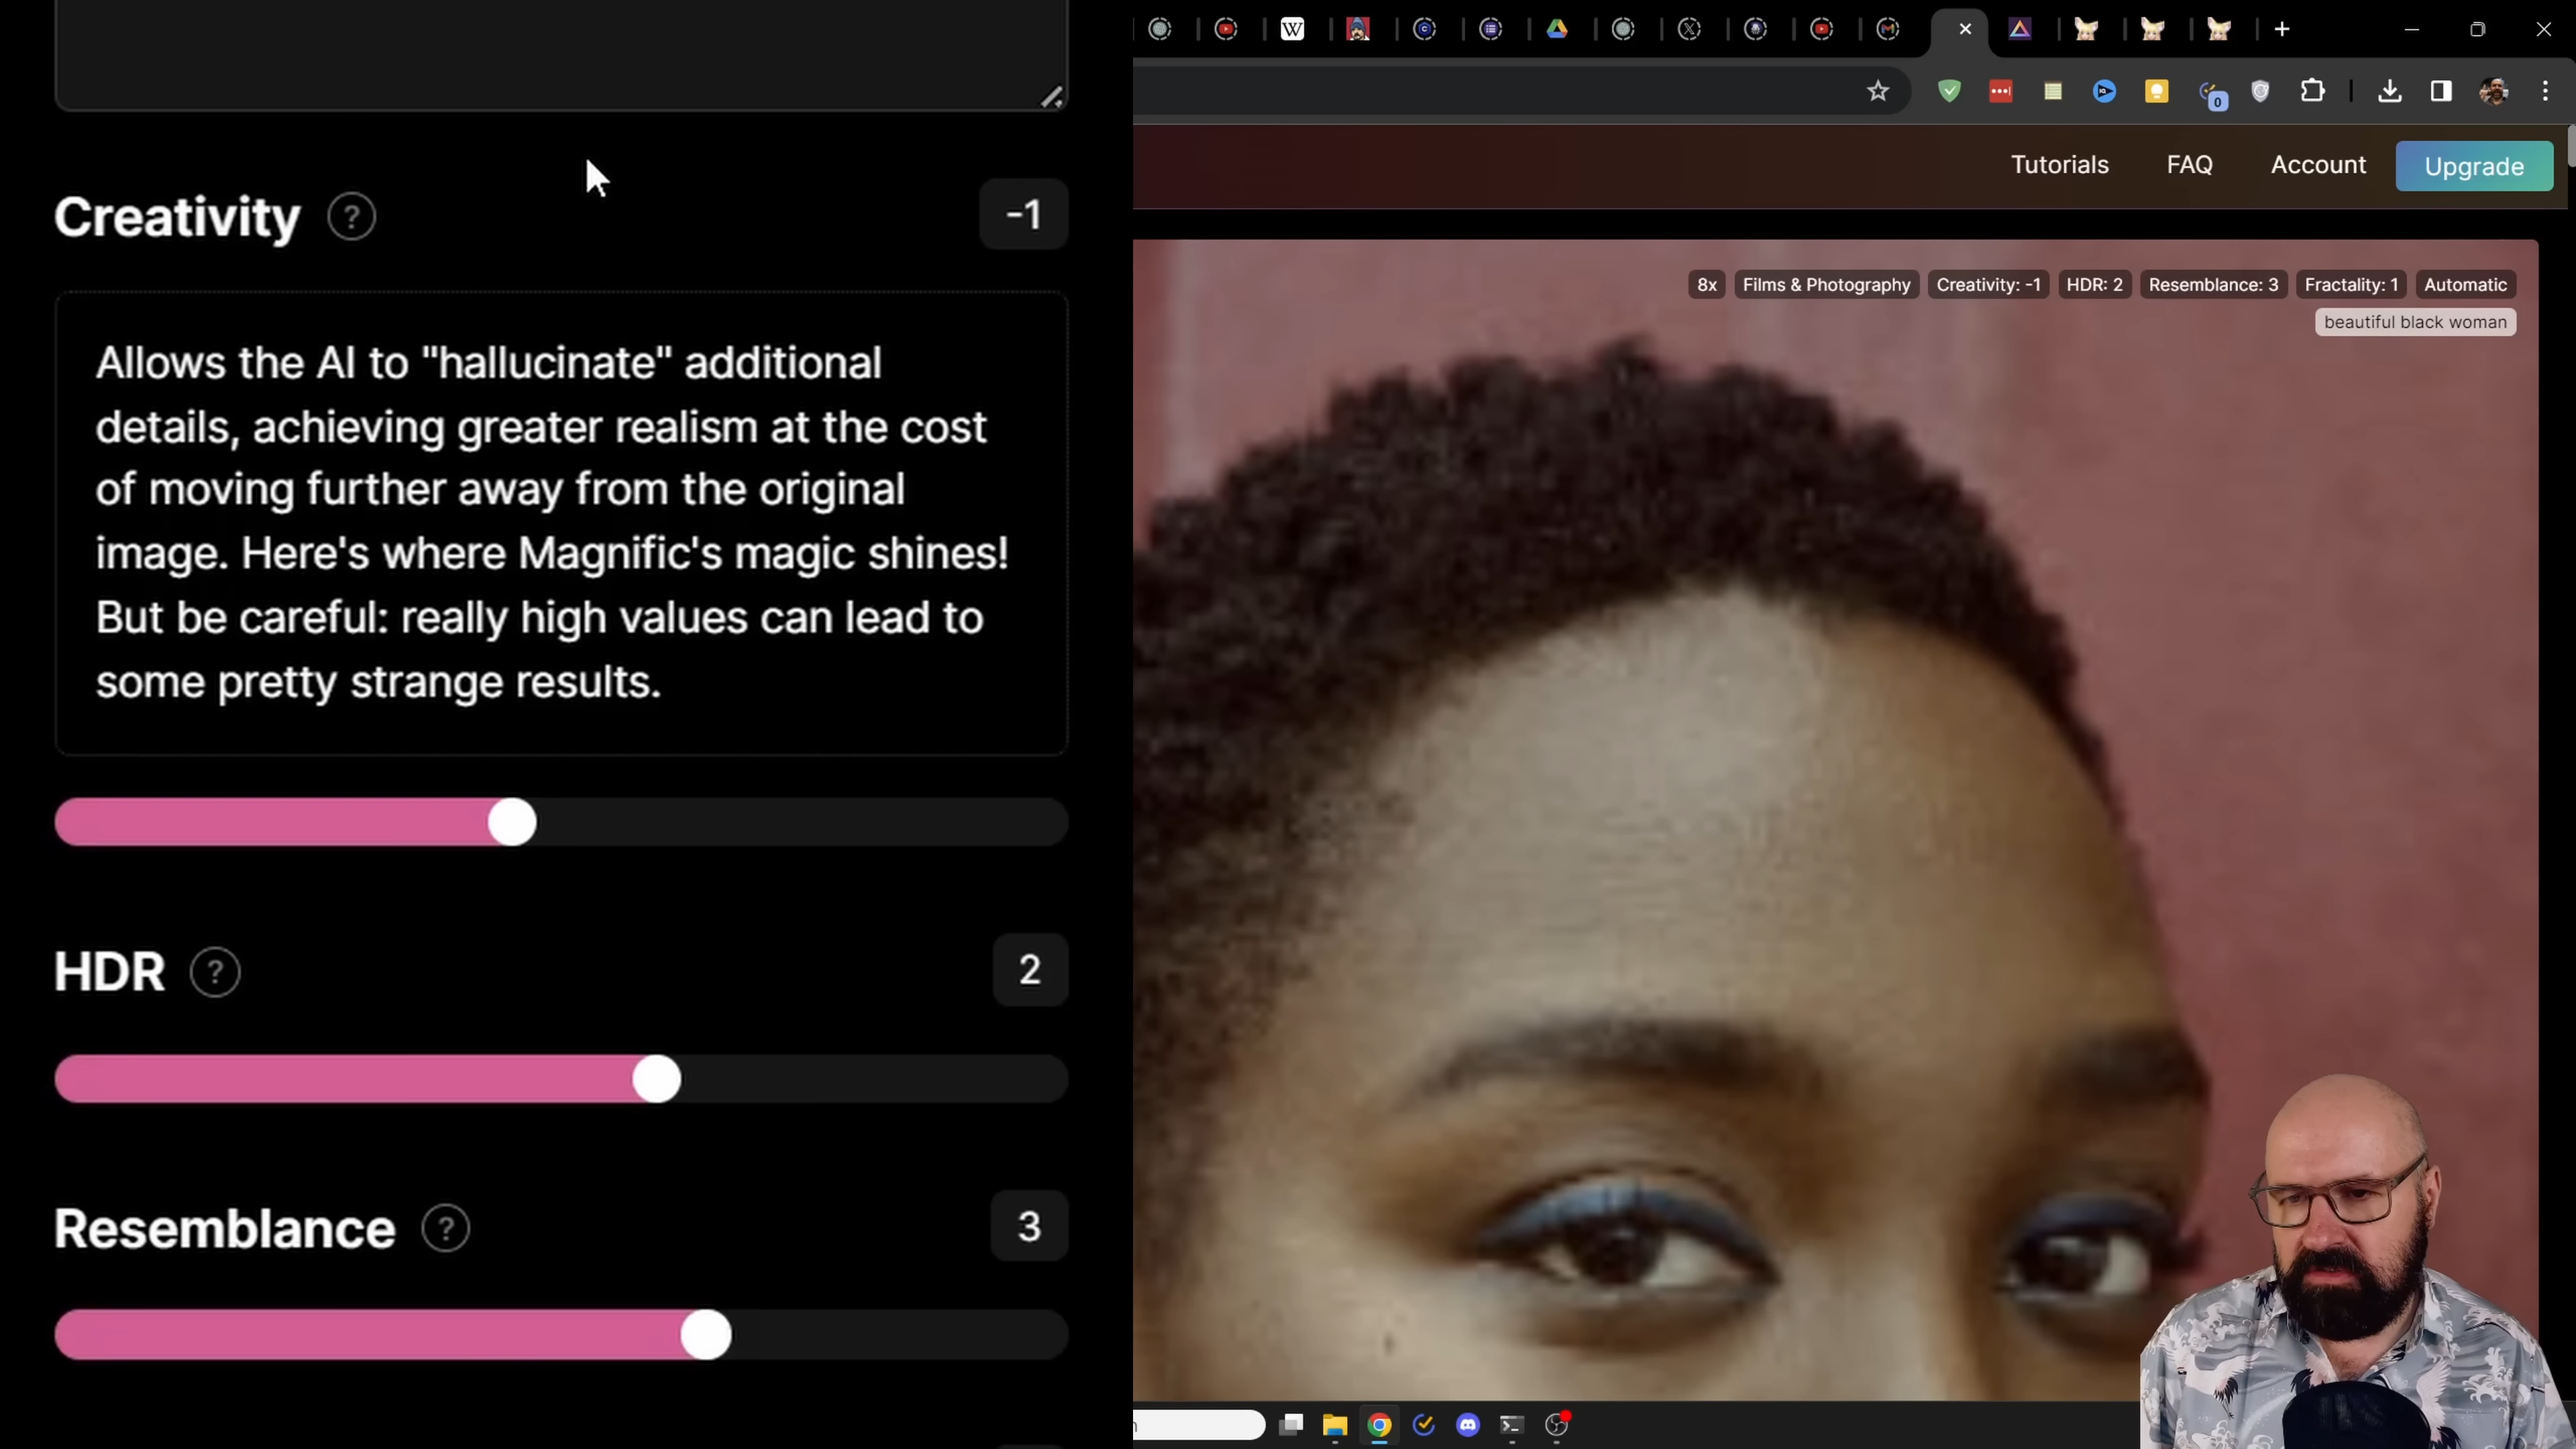 Tutorials FAQ Account Upgrade
Creativity ? -1
Allows the AI to "hallucinate" additional
details, achieving greater realism at the cost
of moving further away from the original
image. Here's where Magnific's magic shines!
But be careful: really high values can lead to
some pretty strange results.
HDR ? 2
Resemblance ? 3
8x Films & Photography Creativity: -1 HDR: 2 Resemblance: 3 Fractality: 1 Automatic
beautiful black woman
W
0